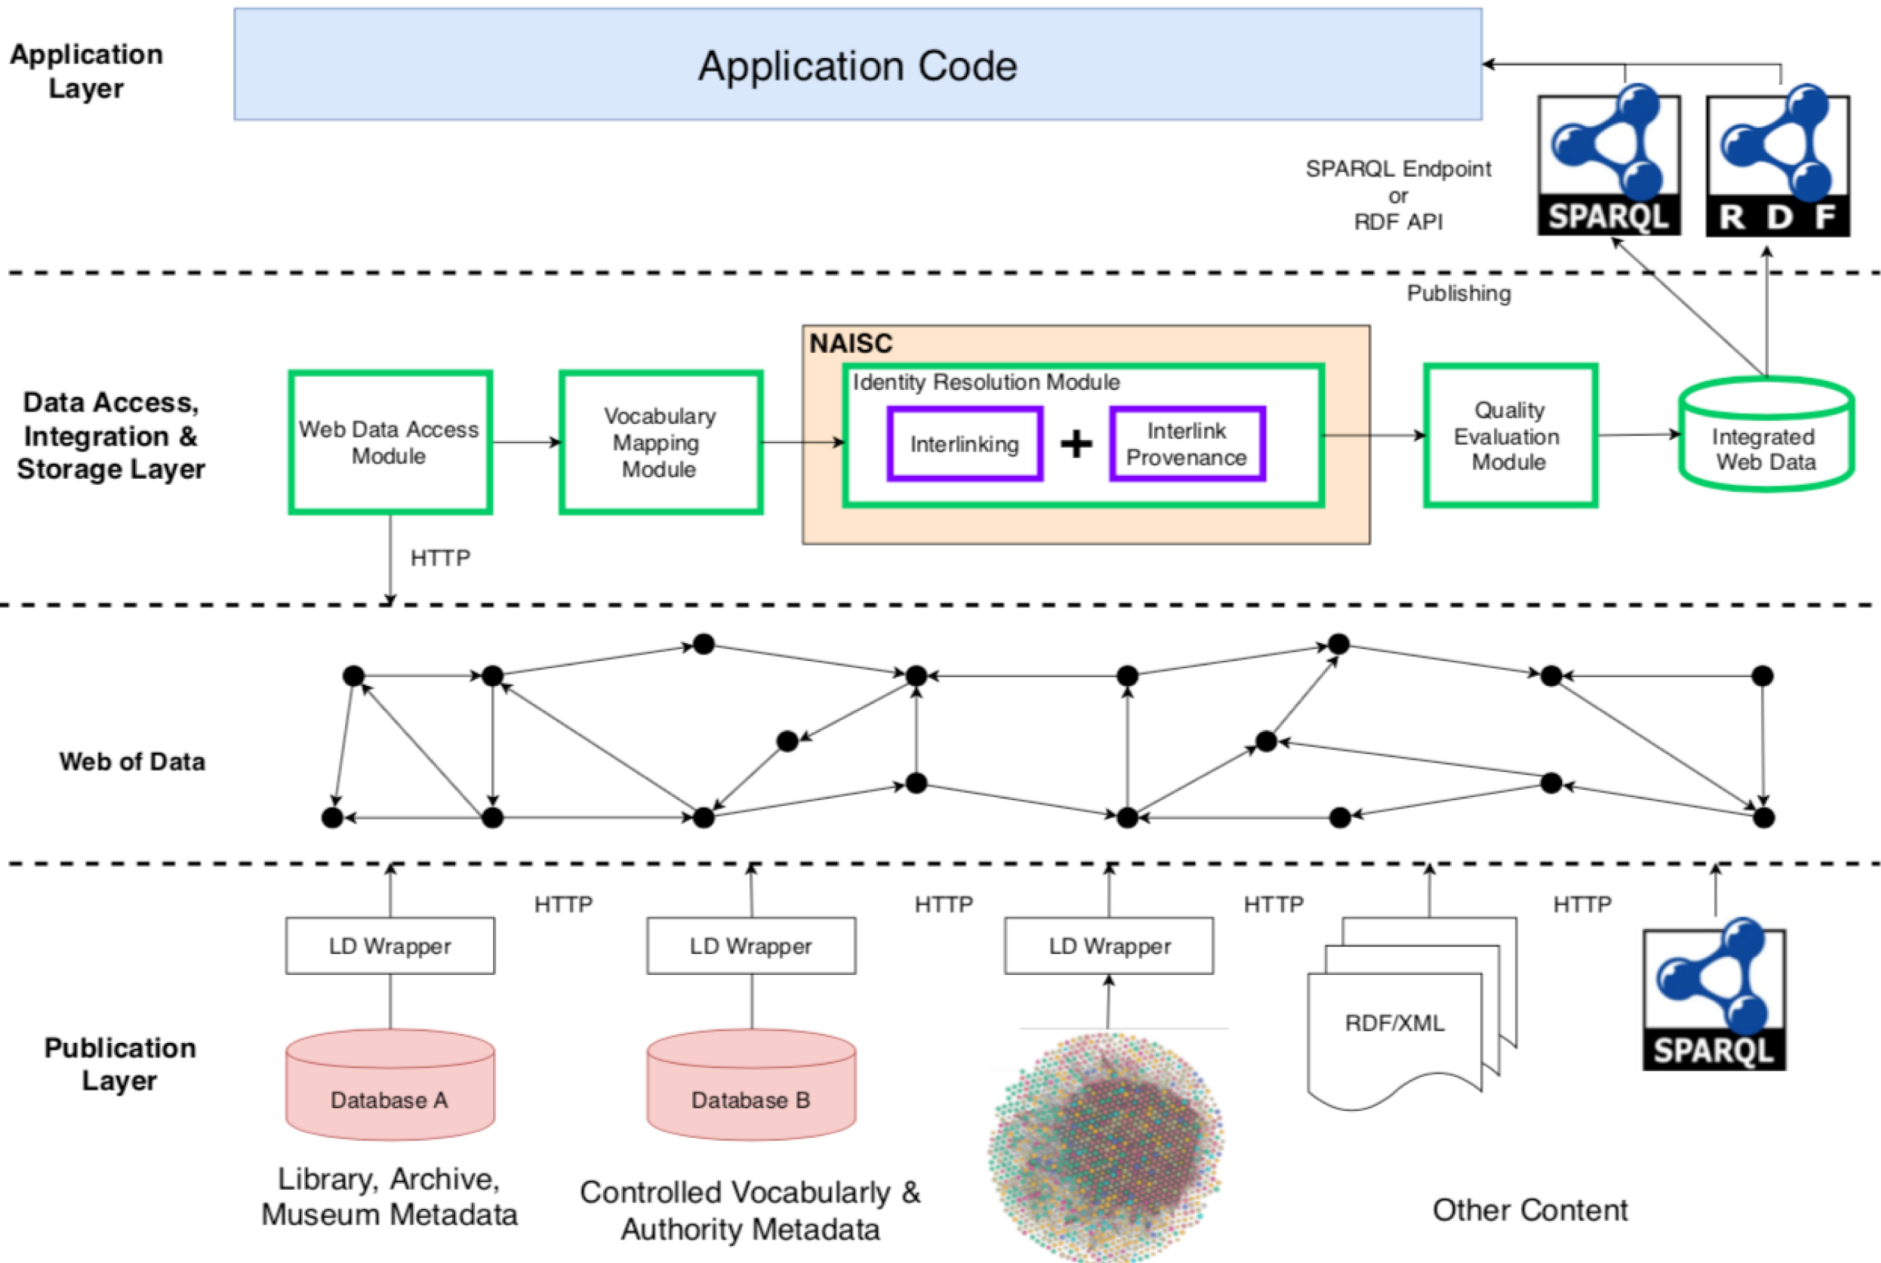 Application
Layer
Application Code
SPARQL Endpoint
or
RDF API
SPARQL
R D F
Publishing
Data Access,
Integration &
Storage Layer
Web Data Access
Module
Vocabulary
Mapping
Module
NAISC
Identity Resolution Module
Interlinking
+
Interlink
Provenance
Quality
Evaluation
Module
Integrated
Web Data
HTTP
Web of Data
HTTP
HTTP
HTTP
HTTP
LD Wrapper
LD Wrapper
LD Wrapper
Publication
Layer
Database A
Database B
RDF/XML
SPARQL
Library, Archive,
Museum Metadata
Controlled Vocabularly &
Authority Metadata
Other Content